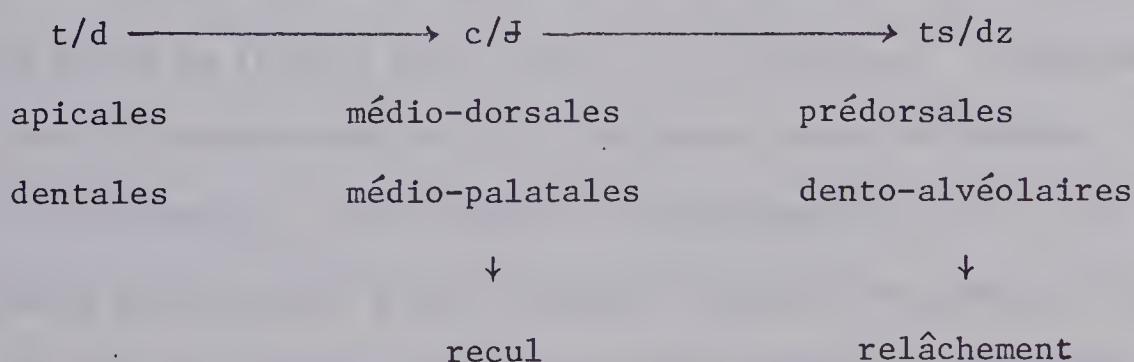 t/d ⟶ c/ɟ ⟶ ts/dz
apicales médio-dorsales prédorsales
dentales médio-palatales dento-alvéolaires
↓ ↓
recul relâchement